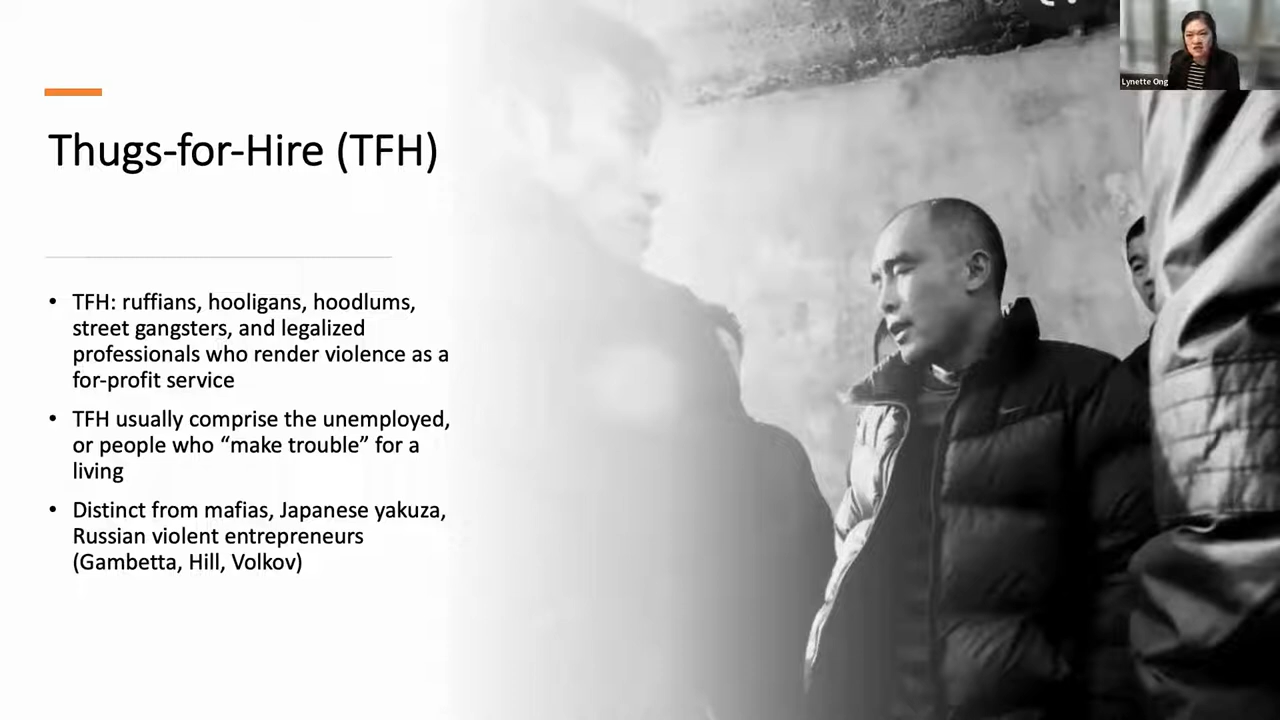 Thugs-for-Hire (TFH)
• TFH: ruffians, hooligans, hoodlums,
street gangsters, and legalized
professionals who render violence as a
for-profit service
• TFH usually comprise the unemployed,
or people who “make trouble” for a
living
• Distinct from mafias, Japanese yakuza,
Russian violent entrepreneurs
(Gambetta, Hill, Volkov)
Lynette Ong